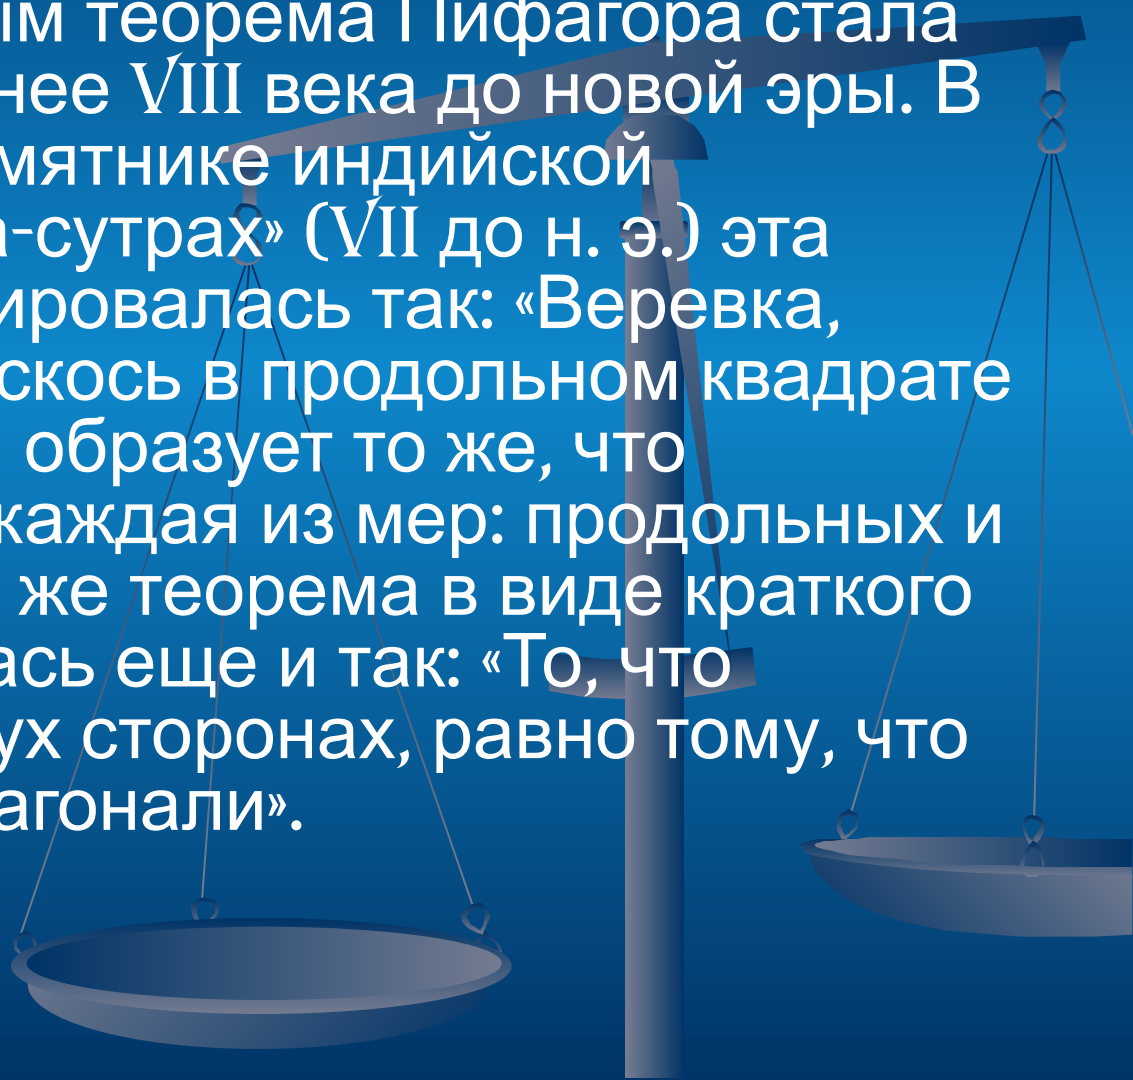 ым теорема Пифагора стала
нее VIII века до новой эры. В
мятнике индийской
а-сутрах» (VII до н. э.) эта
ировалась так: «Веревка,
скось в продольном квадрате
образует то же, что
каждая из мер: продольных и
же теорема в виде краткого
ась еще и так: «То, что
ух сторонах, равно тому, что
агонали».